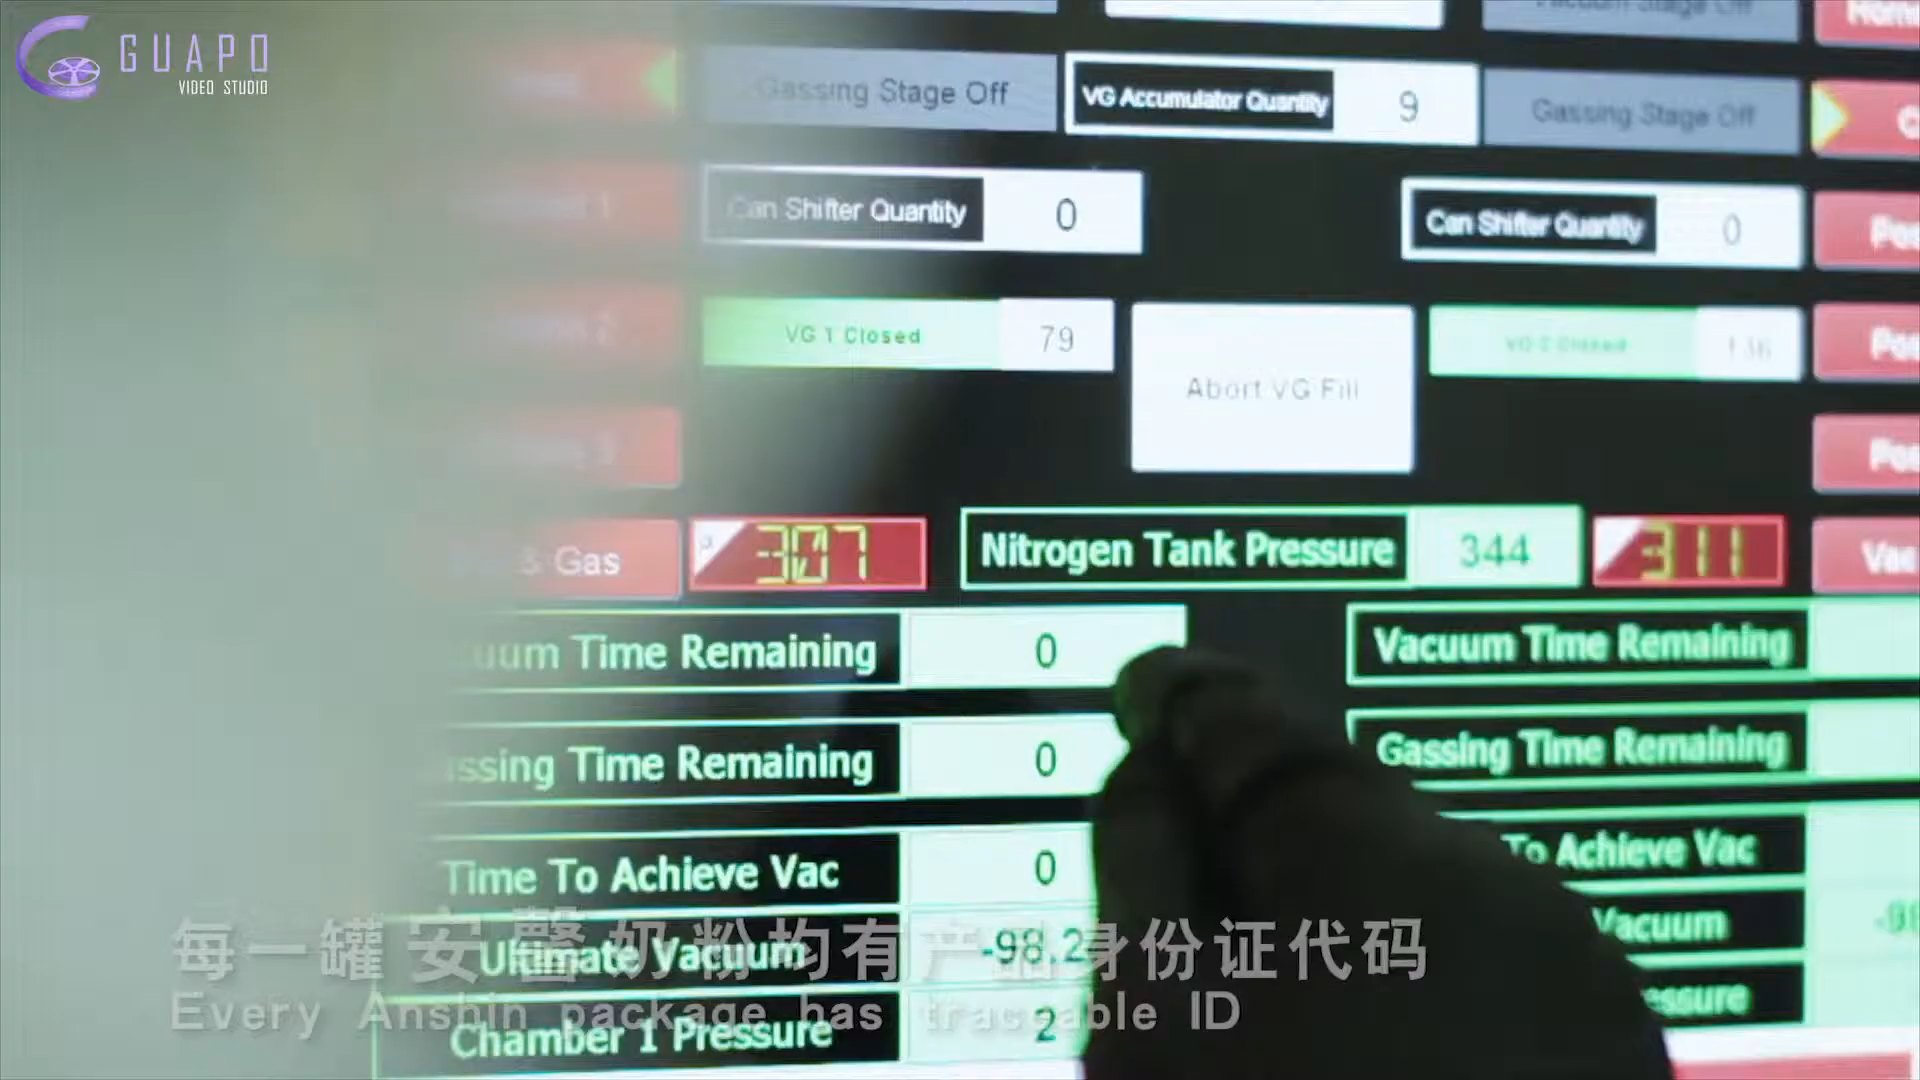 GUAPO
VIDEO STUDIO
Gassing Stage Off
VG Accumulator Quantity 9
Gassing Stage Off
Can Shifter Quantity 0
Can Shifter Quantity 0
VG 1 Closed 79
Abort VG Fill
VG 2 Closed
& Gas
307
Nitrogen Tank Pressure 344
311
Time Remaining 0
Vacuum Time Remaining
Time Remaining 0
Gassing Time Remaining
Time To Achieve Vac 0
To Achieve Vac
Ultimate Vacuum -98.2
Vacuum
每一罐安馨奶粉均有产品身份证代码
Every Anshin package has traceable ID
Chamber 1 Pressure 2